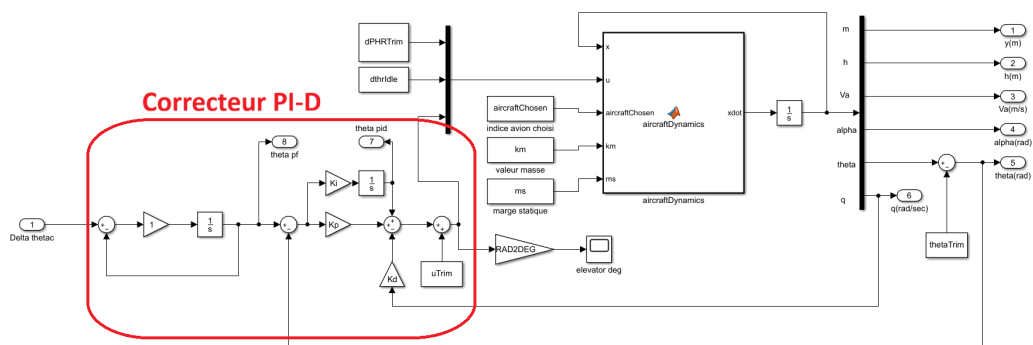 Correcteur PI-D
1
Delta thetac
1
1
s
8
theta pf
Ki
1
s
theta pid
7
Kp
Kd
uTrim
dPHRTrim
dthrIdle
RAD2DEG
elevator deg
aircraftChosen
indice avion choisi
km
valeur masse
ms
marge statique
x
u
aircraftChosen
km
ms
aircraftDynamics
xdot
aircraftDynamics
1
s
m
h
Va
alpha
theta
q
1
y(m)
2
h(m)
3
Va(m/s)
4
alpha(rad)
5
theta(rad)
6
q(rad/sec)
thetaTrim